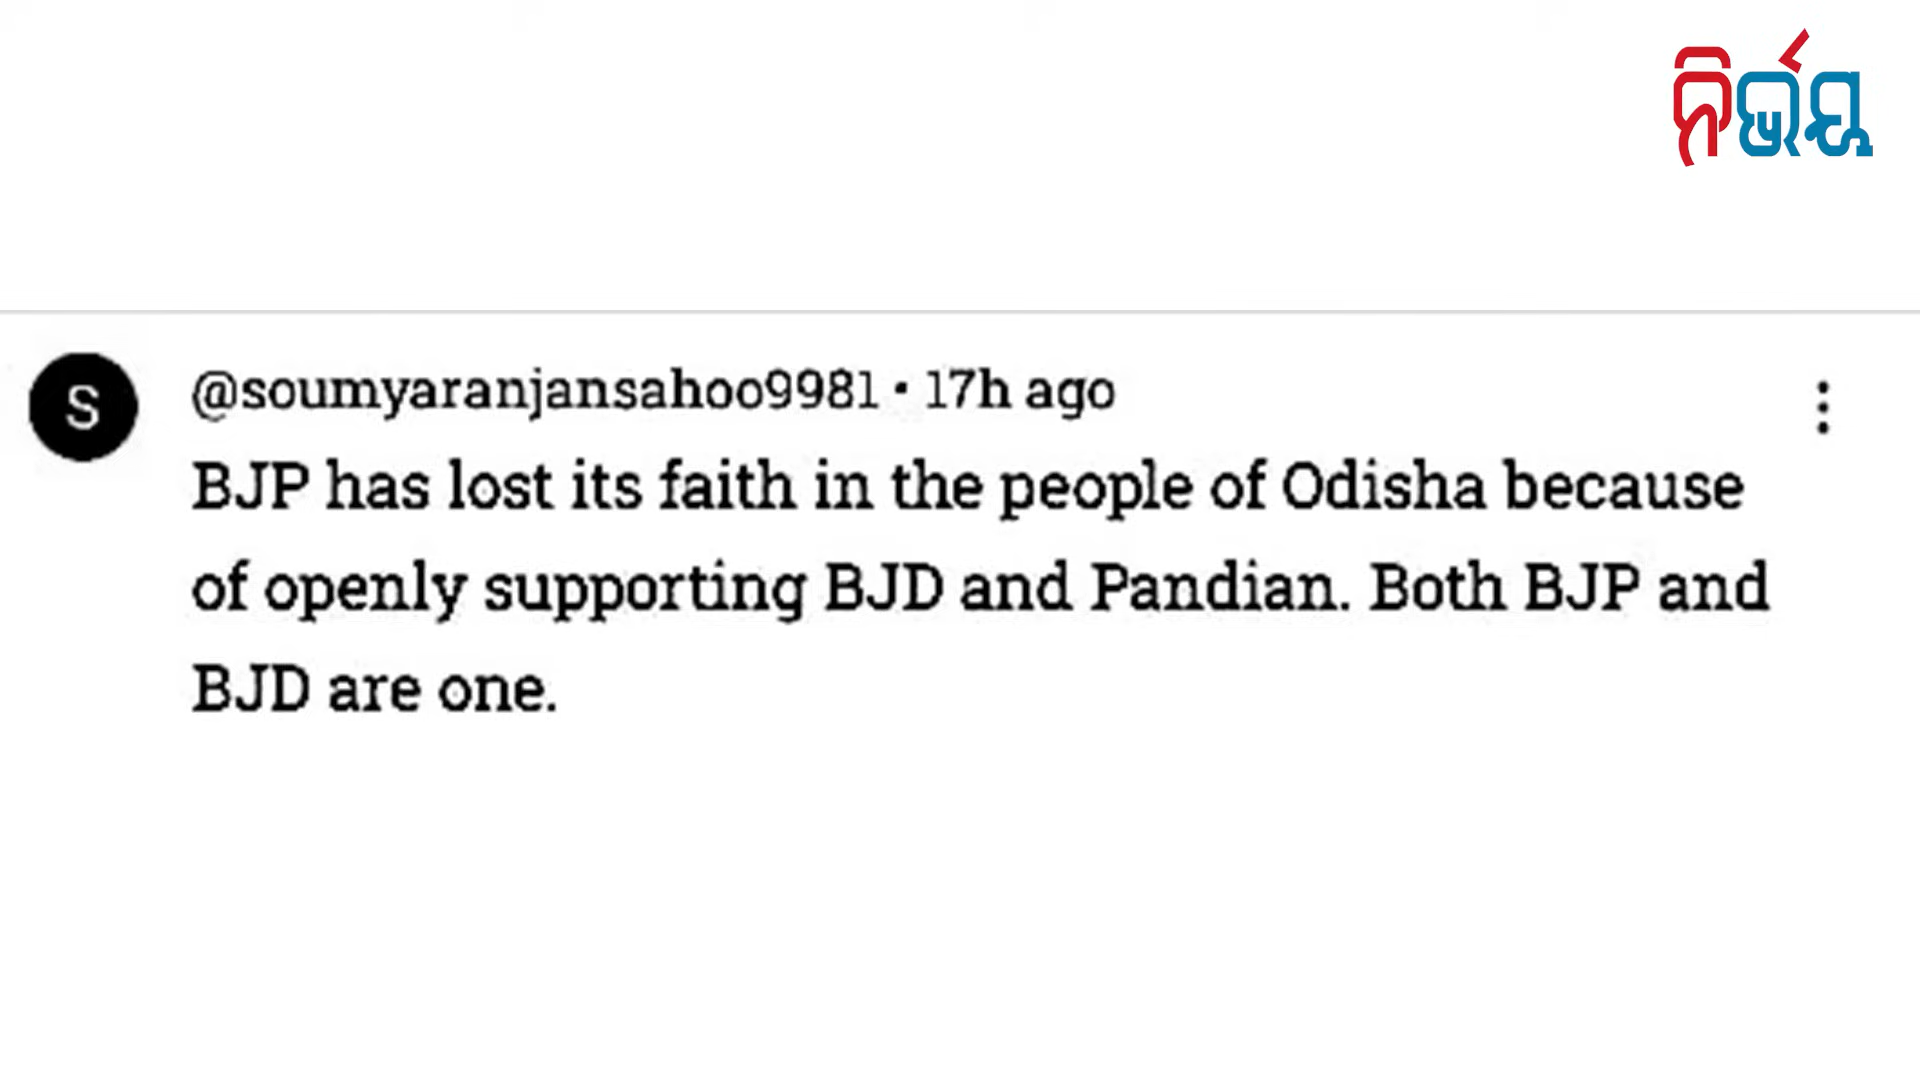 ନିର୍ଭୟ
S
@soumyaranjansahoo9981 • 17h ago
BJP has lost its faith in the people of Odisha because
of openly supporting BJD and Pandian. Both BJP and
BJD are one.